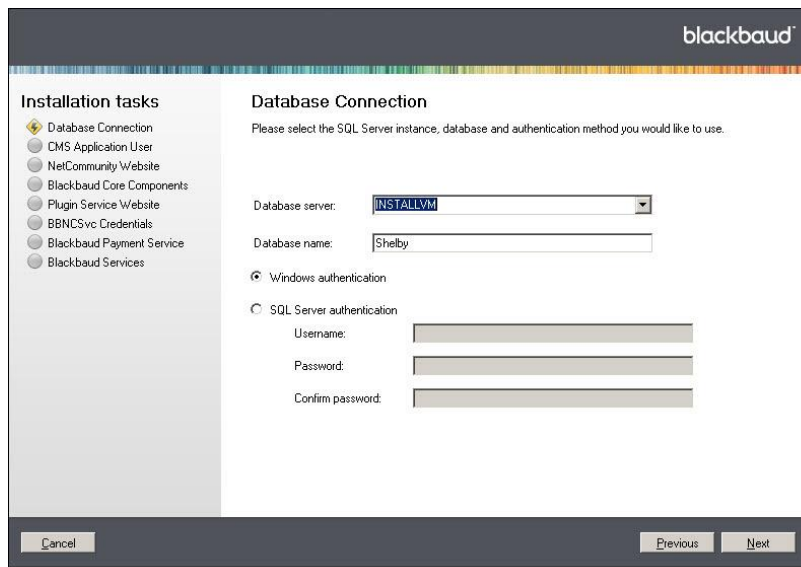 blackbaud
Installation tasks
Database Connection
CMS Application User
NetCommunity Website
Blackbaud Core Components
Plugin Service Website
BBNCSvc Credentials
Blackbaud Payment Service
Blackbaud Services
Database Connection
Please select the SQL Server instance, database and authentication method you would like to use.
Database server: INSTALLVM
Database name: Shelby
Windows authentication
SQL Server authentication
Username:
Password:
Confirm password:
Cancel
Previous
Next